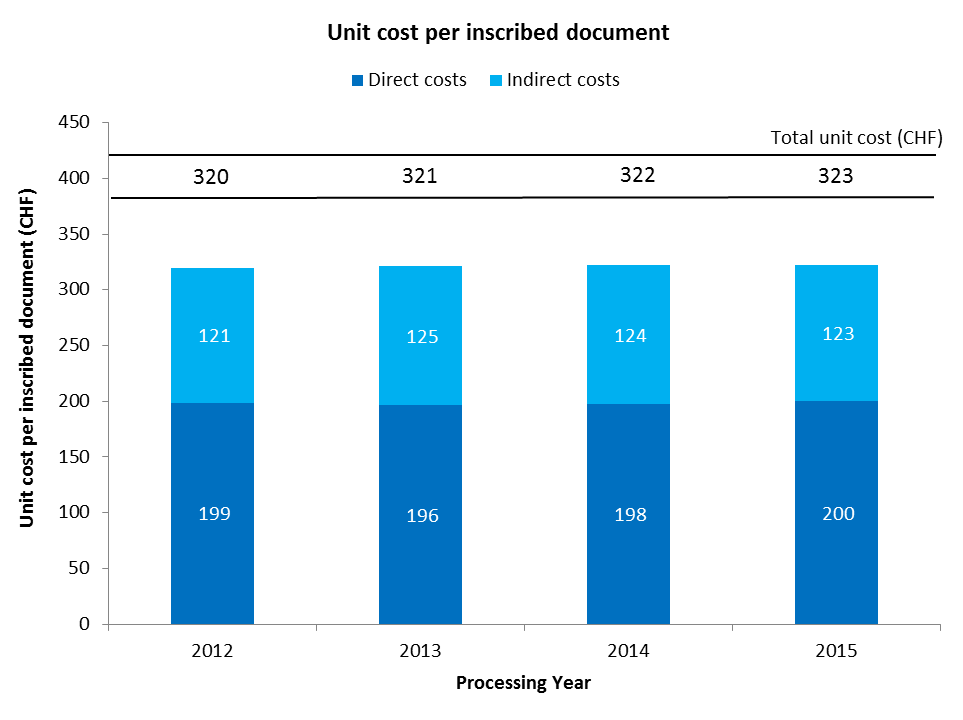 Unit cost per inscribed document
Direct costs Indirect costs
Unit cost per inscribed document (CHF)
450
400
350
300
250
200
150
100
50
0
Total unit cost (CHF)
320 321 322 323
121 125 124 123
199 196 198 200
2012 2013 2014 2015
Processing Year